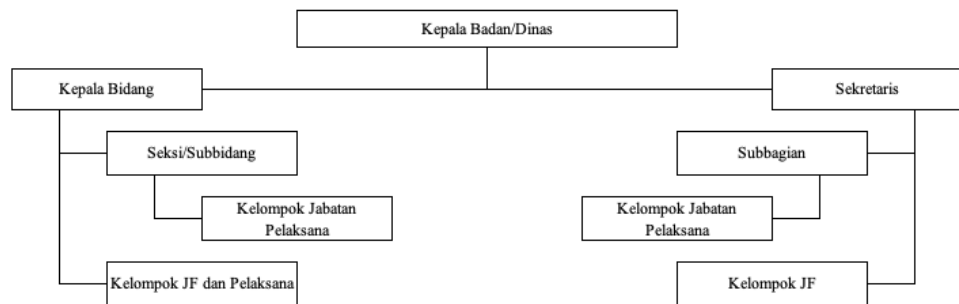 Kepala Badan/Dinas
Kepala Bidang
Sekretaris
Seksi/Subbidang
Subbagian
Kelompok Jabatan
Pelaksana
Kelompok Jabatan
Pelaksana
Kelompok JF dan Pelaksana
Kelompok JF